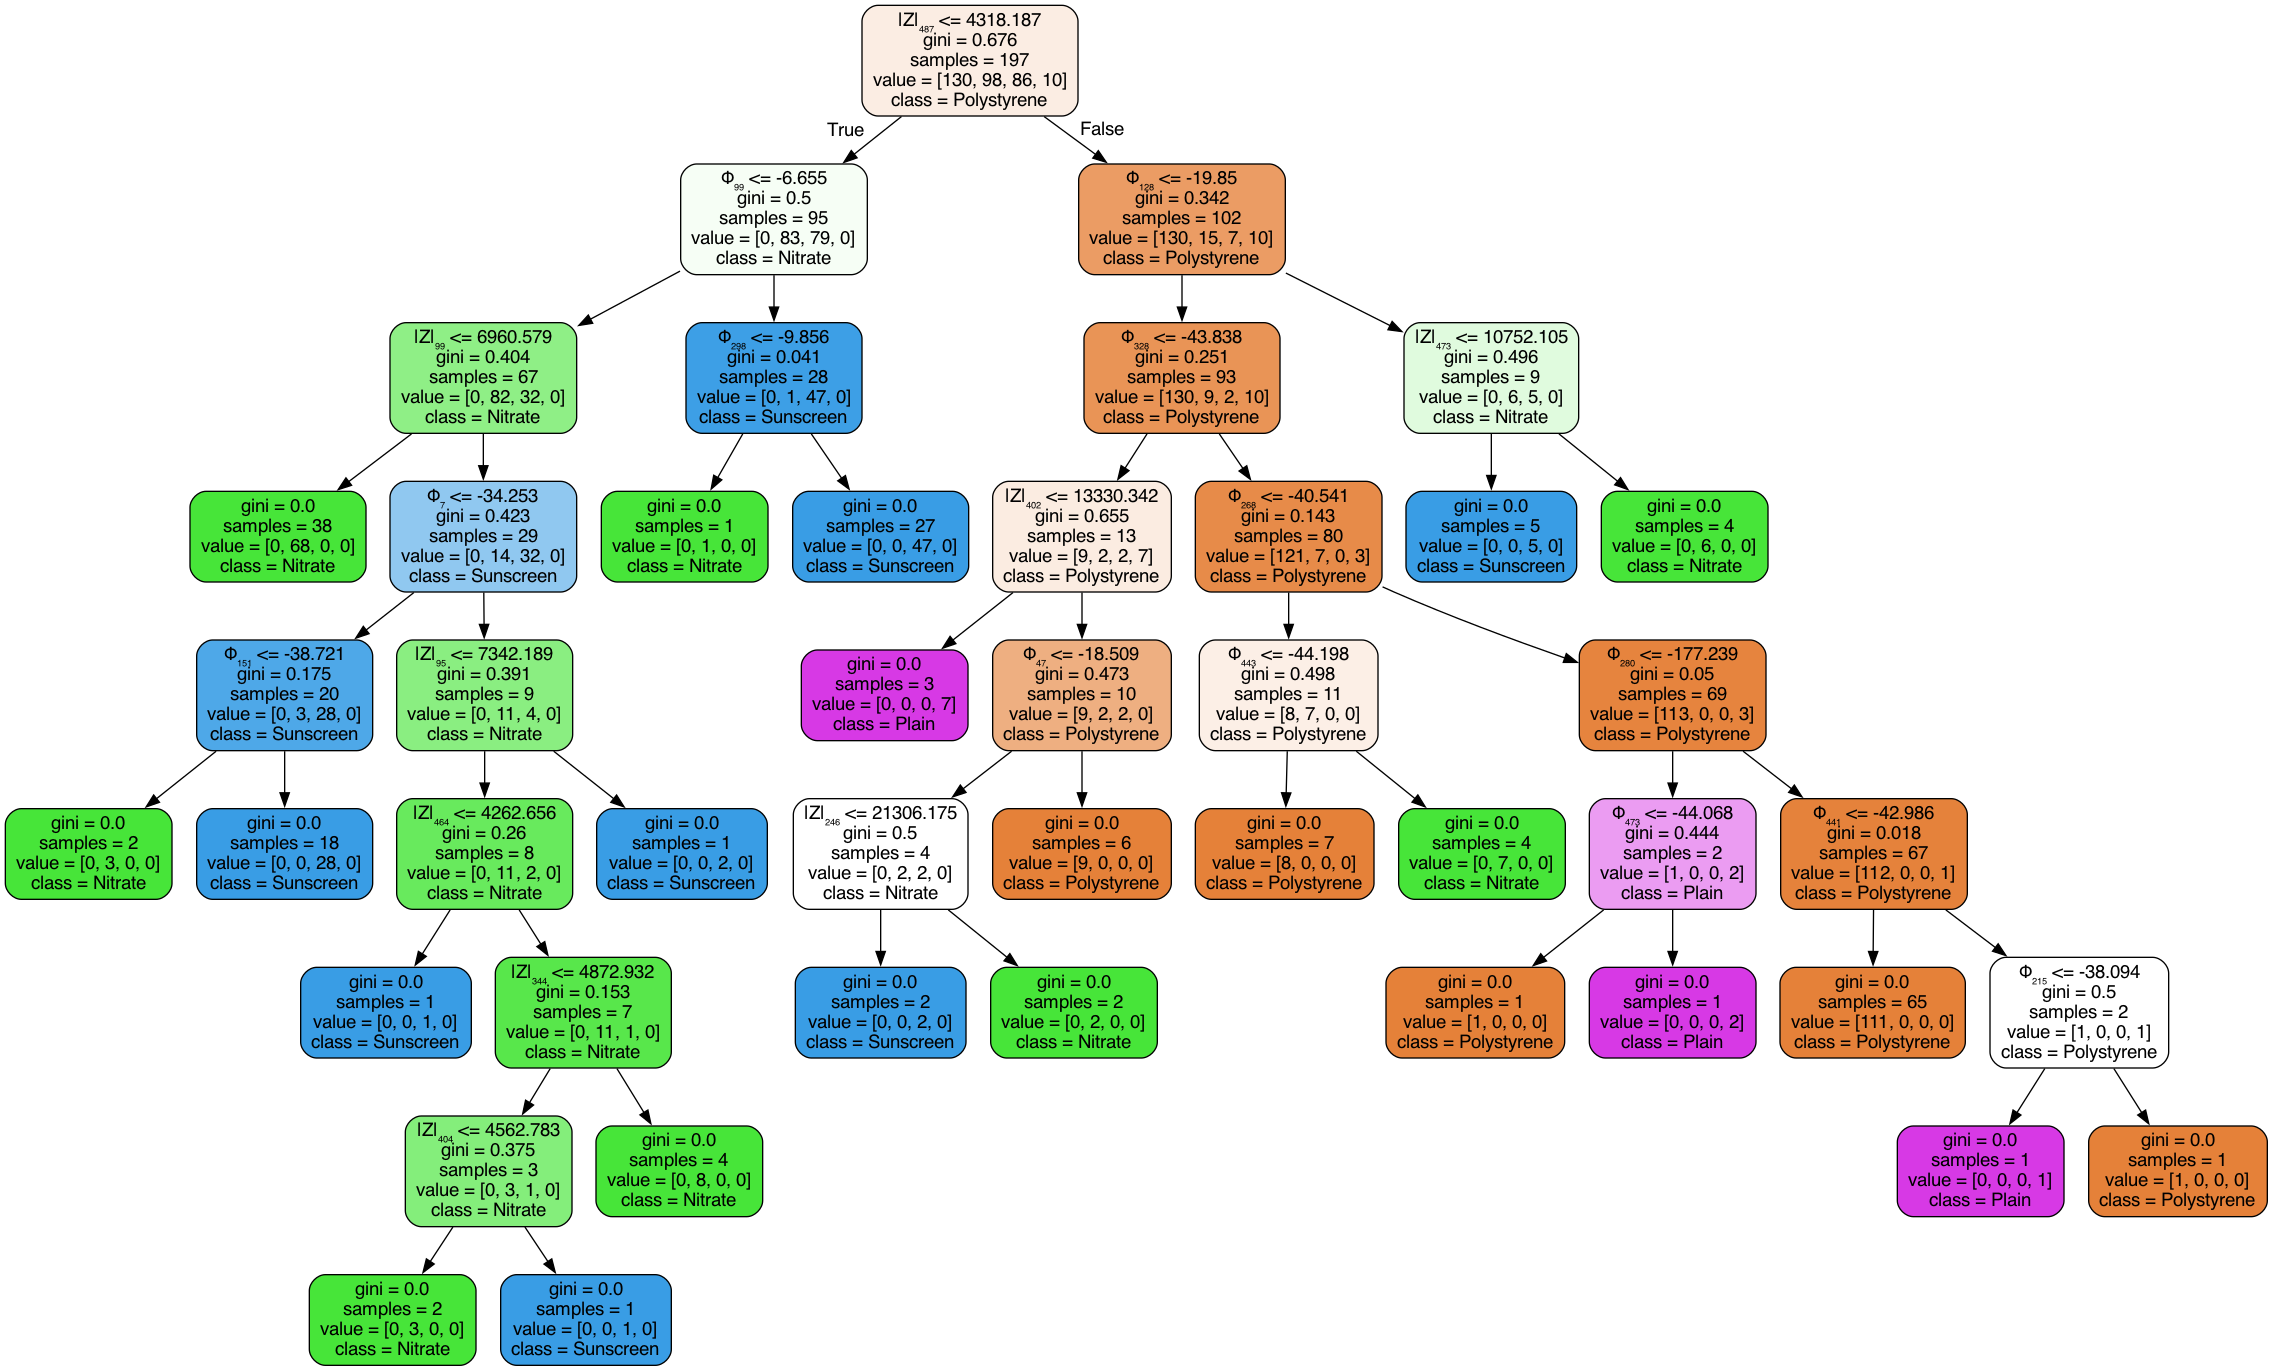 |Z|₄₈₇ <= 4318.187
gini = 0.676
samples = 197
value = [130, 98, 86, 10]
class = Polystyrene
True
False
Φ₉₉ <= -6.655
gini = 0.5
samples = 95
value = [0, 83, 79, 0]
class = Nitrate
Φ₁₂₈ <= -19.85
gini = 0.342
samples = 102
value = [130, 15, 7, 10]
class = Polystyrene
|Z|₉₉ <= 6960.579
gini = 0.404
samples = 67
value = [0, 82, 32, 0]
class = Nitrate
Φ₂₉₈ <= -9.856
gini = 0.041
samples = 28
value = [0, 1, 47, 0]
class = Sunscreen
Φ₃₂₈ <= -43.838
gini = 0.251
samples = 93
value = [130, 9, 2, 10]
class = Polystyrene
|Z|₄₇₃ <= 10752.105
gini = 0.496
samples = 9
value = [0, 6, 5, 0]
class = Nitrate
gini = 0.0
samples = 38
value = [0, 68, 0, 0]
class = Nitrate
Φ₇ <= -34.253
gini = 0.423
samples = 29
value = [0, 14, 32, 0]
class = Sunscreen
gini = 0.0
samples = 1
value = [0, 1, 0, 0]
class = Nitrate
gini = 0.0
samples = 27
value = [0, 0, 47, 0]
class = Sunscreen
|Z|₄₀₂ <= 13330.342
gini = 0.655
samples = 13
value = [9, 2, 2, 7]
class = Polystyrene
Φ₂₆₈ <= -40.541
gini = 0.143
samples = 80
value = [121, 7, 0, 3]
class = Polystyrene
gini = 0.0
samples = 5
value = [0, 0, 5, 0]
class = Sunscreen
gini = 0.0
samples = 4
value = [0, 6, 0, 0]
class = Nitrate
Φ₁₅₁ <= -38.721
gini = 0.175
samples = 20
value = [0, 3, 28, 0]
class = Sunscreen
|Z|₉₅ <= 7342.189
gini = 0.391
samples = 9
value = [0, 11, 4, 0]
class = Nitrate
gini = 0.0
samples = 3
value = [0, 0, 0, 7]
class = Plain
Φ₄₇ <= -18.509
gini = 0.473
samples = 10
value = [9, 2, 2, 0]
class = Polystyrene
Φ₄₄₃ <= -44.198
gini = 0.498
samples = 11
value = [8, 7, 0, 0]
class = Polystyrene
Φ₂₈₀ <= -177.239
gini = 0.05
samples = 69
value = [113, 0, 0, 3]
class = Polystyrene
gini = 0.0
samples = 2
value = [0, 3, 0, 0]
class = Nitrate
gini = 0.0
samples = 18
value = [0, 0, 28, 0]
class = Sunscreen
|Z|₄₆₄ <= 4262.656
gini = 0.26
samples = 8
value = [0, 11, 2, 0]
class = Nitrate
gini = 0.0
samples = 1
value = [0, 0, 2, 0]
class = Sunscreen
|Z|₂₄₆ <= 21306.175
gini = 0.5
samples = 4
value = [0, 2, 2, 0]
class = Nitrate
gini = 0.0
samples = 6
value = [9, 0, 0, 0]
class = Polystyrene
gini = 0.0
samples = 7
value = [8, 0, 0, 0]
class = Polystyrene
gini = 0.0
samples = 4
value = [0, 7, 0, 0]
class = Nitrate
Φ₄₇₃ <= -44.068
gini = 0.444
samples = 2
value = [1, 0, 0, 2]
class = Plain
Φ₄₄₁ <= -42.986
gini = 0.018
samples = 67
value = [112, 0, 0, 1]
class = Polystyrene
gini = 0.0
samples = 1
value = [0, 0, 1, 0]
class = Sunscreen
|Z|₃₄₄ <= 4872.932
gini = 0.153
samples = 7
value = [0, 11, 1, 0]
class = Nitrate
gini = 0.0
samples = 2
value = [0, 0, 2, 0]
class = Sunscreen
gini = 0.0
samples = 2
value = [0, 2, 0, 0]
class = Nitrate
gini = 0.0
samples = 1
value = [1, 0, 0, 0]
class = Polystyrene
gini = 0.0
samples = 1
value = [0, 0, 0, 2]
class = Plain
gini = 0.0
samples = 65
value = [111, 0, 0, 0]
class = Polystyrene
Φ₂₁₅ <= -38.094
gini = 0.5
samples = 2
value = [1, 0, 0, 1]
class = Polystyrene
|Z|₄₀₄ <= 4562.783
gini = 0.375
samples = 3
value = [0, 3, 1, 0]
class = Nitrate
gini = 0.0
samples = 4
value = [0, 8, 0, 0]
class = Nitrate
gini = 0.0
samples = 1
value = [0, 0, 0, 1]
class = Plain
gini = 0.0
samples = 1
value = [1, 0, 0, 0]
class = Polystyrene
gini = 0.0
samples = 2
value = [0, 3, 0, 0]
class = Nitrate
gini = 0.0
samples = 1
value = [0, 0, 1, 0]
class = Sunscreen